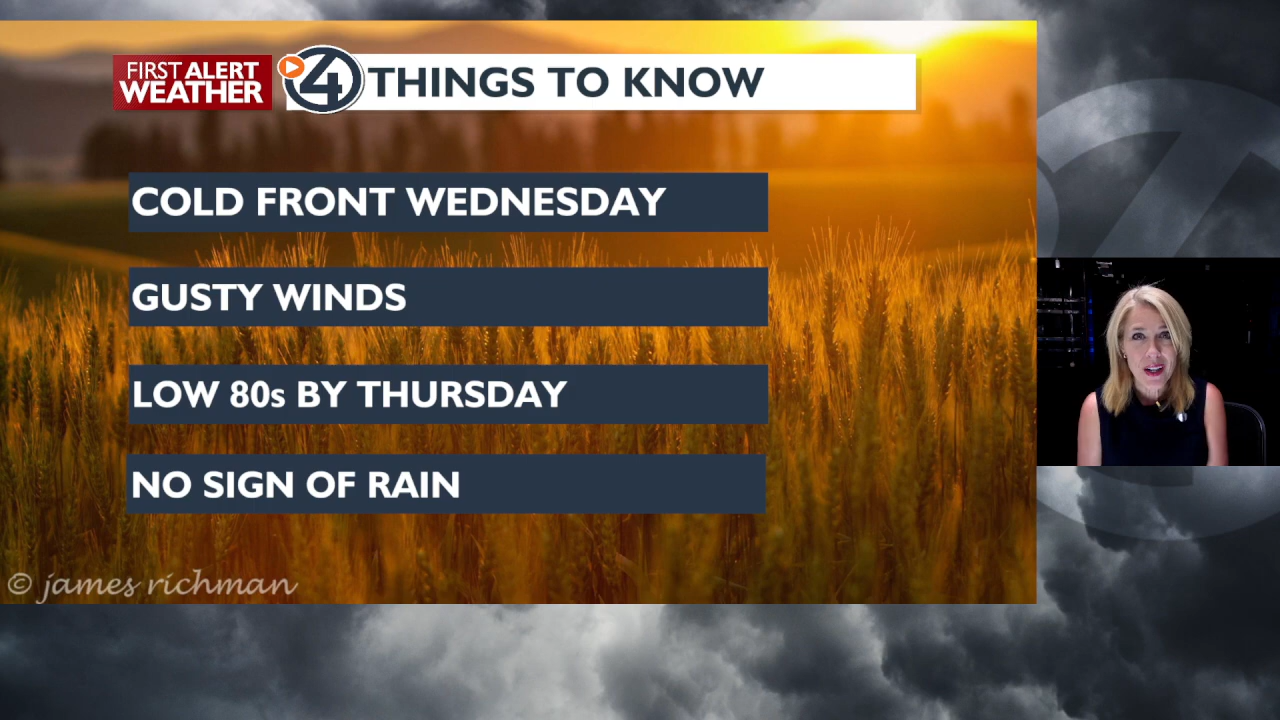 FIRST ALERT
WEATHER
4 THINGS TO KNOW
COLD FRONT WEDNESDAY
GUSTY WINDS
LOW 80s BY THURSDAY
NO SIGN OF RAIN
© james richman